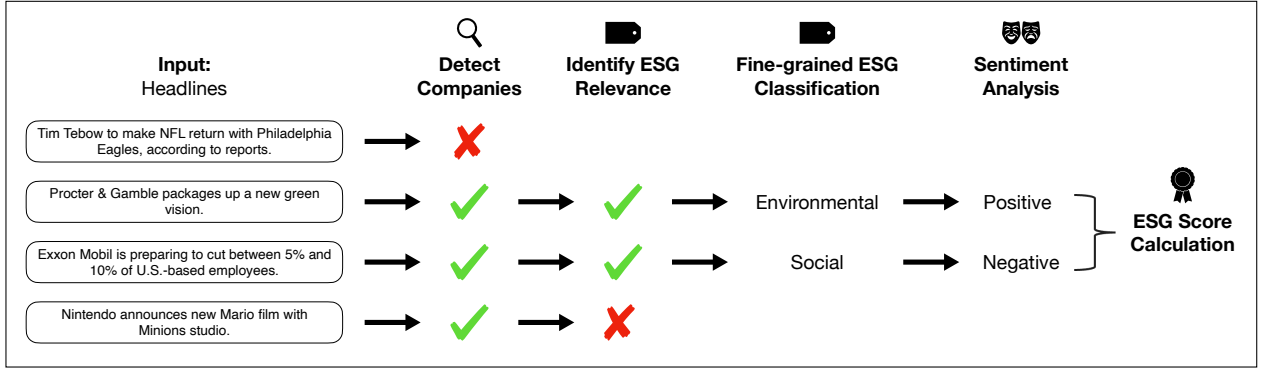 Input:
Headlines
Detect
Companies
Identify ESG
Relevance
Fine-grained ESG
Classification
Sentiment
Analysis
Tim Tebow to make NFL return with Philadelphia
Eagles, according to reports.
Procter & Gamble packages up a new green
vision.
Environmental
Positive
Exxon Mobil is preparing to cut between 5% and
10% of U.S.-based employees.
Social
Negative
ESG Score
Calculation
Nintendo announces new Mario film with
Minions studio.